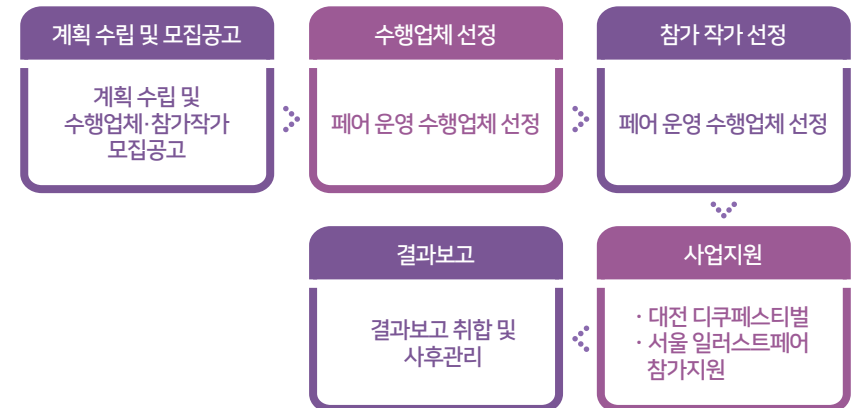 계획 수립 및 모집공고
계획 수립 및
수행업체·참가작가
모집공고
수행업체 선정
페어 운영 수행업체 선정
참가 작가 선정
페어 운영 수행업체 선정
사업지원
· 대전 디쿠페스티벌
· 서울 일러스트페어
참가지원
결과보고
결과보고 취합 및
사후관리